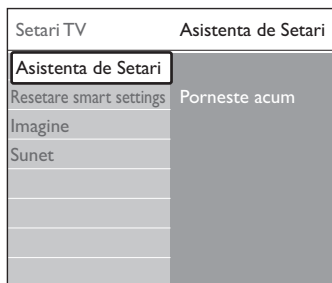 Setari TV
Asistenta de Setari
Asistenta de Setari
Resetare smart settings
Porneste acum
Imagine
Sunet